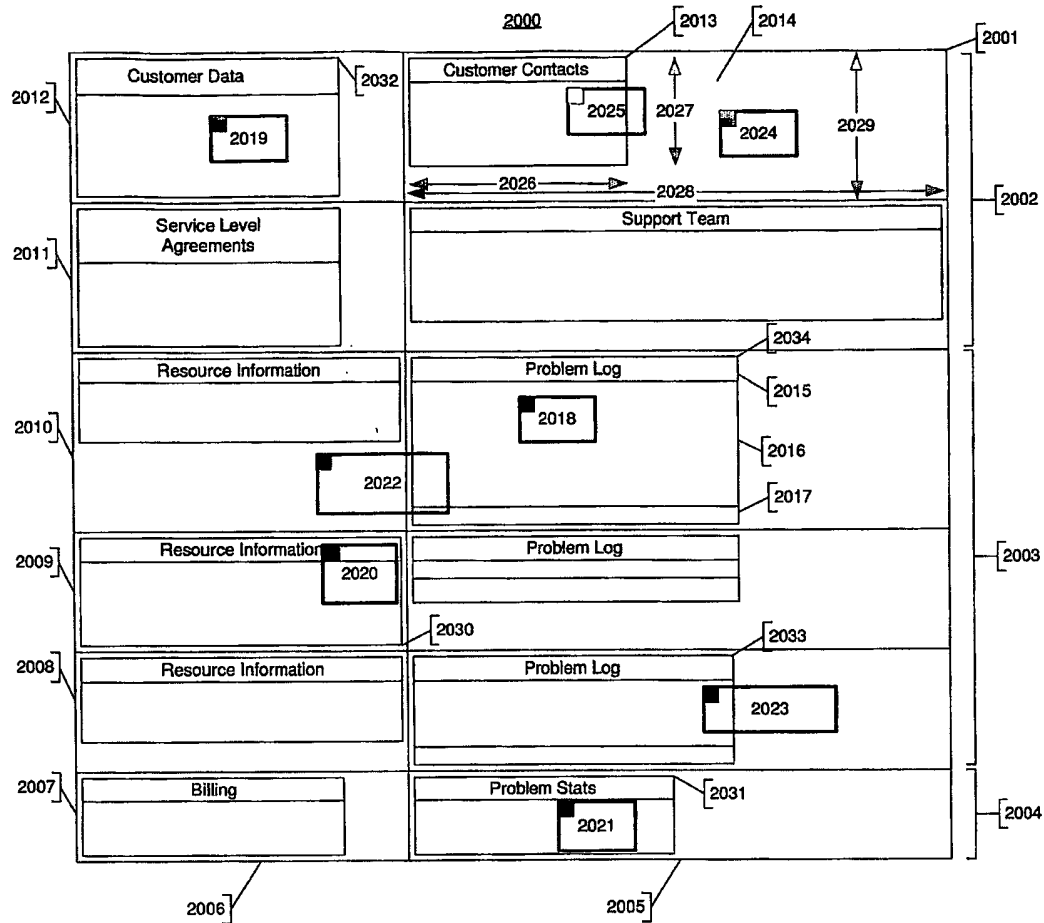 2000
2013
2014
2001
Customer Data
2032
Customer Contacts
2012
2019
2025
2027
2024
2029
2026
2028
2002
Service Level
Agreements
Support Team
2011
2034
Resource Information
Problem Log
2015
2010
2018
2016
2022
2017
Resource Information
Problem Log
2009
2020
2003
2030
2033
2008
Resource Information
Problem Log
2023
2007
Billing
Problem Stats
2031
2021
2004
2006
2005